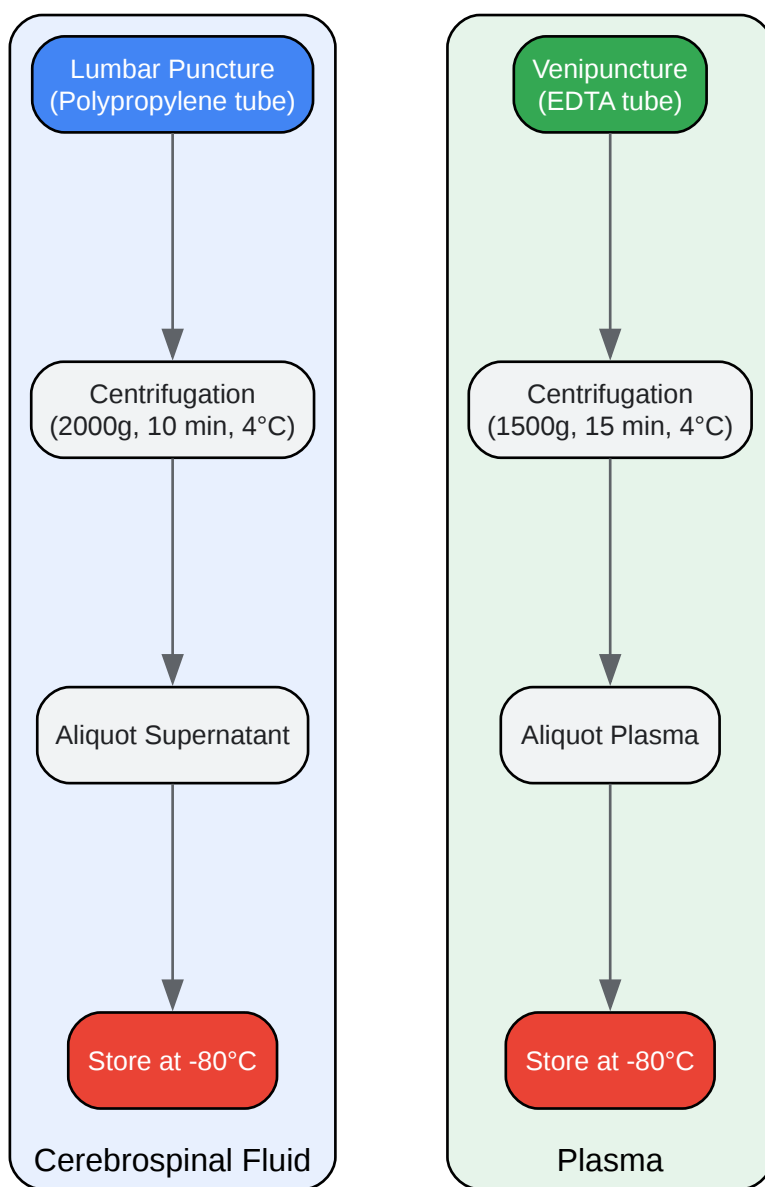 Lumbar Puncture
(Polypropylene tube)
Centrifugation
(2000g, 10 min, 4°C)
Aliquot Supernatant
Store at -80°C
Cerebrospinal Fluid
Venipuncture
(EDTA tube)
Centrifugation
(1500g, 15 min, 4°C)
Aliquot Plasma
Store at -80°C
Plasma